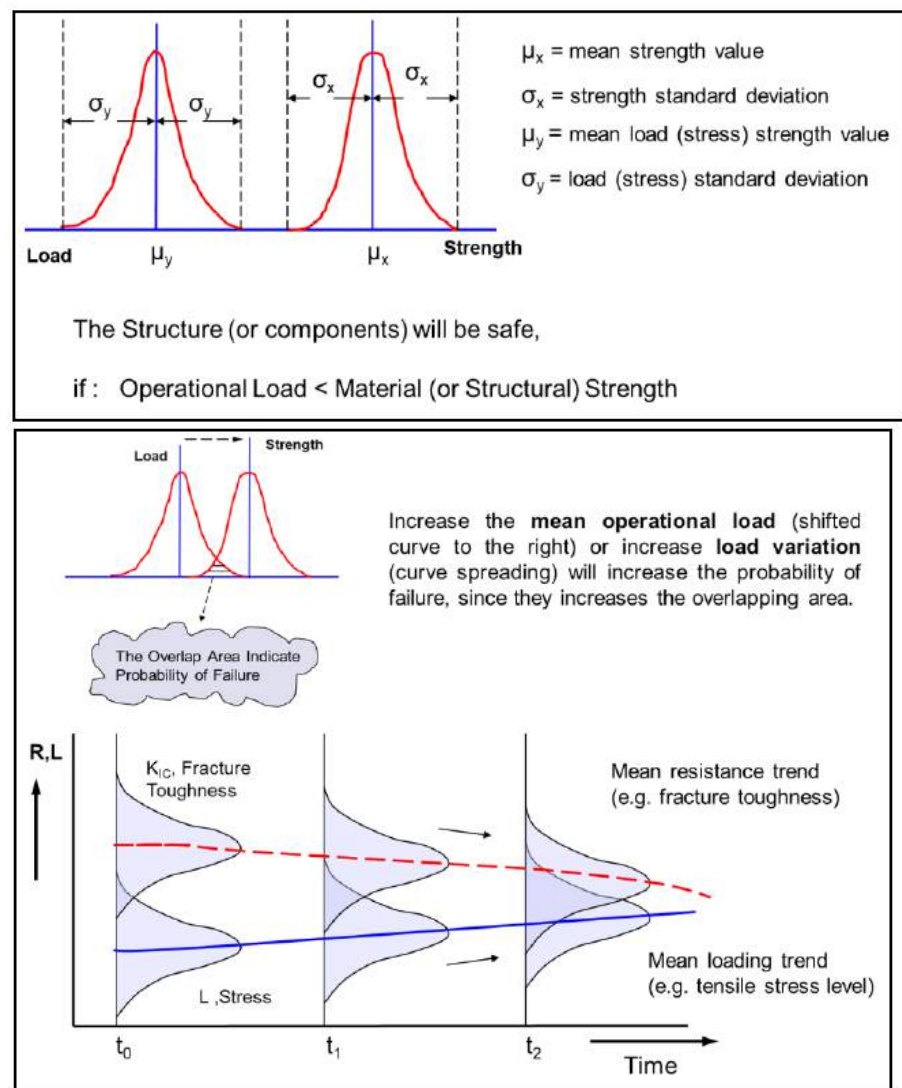 σy
σy
σx
σx
μx = mean strength value
σx = strength standard deviation
μy = mean load (stress) strength value
σy = load (stress) standard deviation
Load
μy
μx
Strength
The Structure (or components) will be safe,
if : Operational Load < Material (or Structural) Strength
Load
Strength
Increase the mean operational load (shifted
curve to the right) or increase load variation
(curve spreading) will increase the probability of
failure, since they increases the overlapping area.
The Overlap Area Indicate
Probability of Failure
R,L
KIC, Fracture
Toughness
Mean resistance trend
(e.g. fracture toughness)
L ,Stress
Mean loading trend
(e.g. tensile stress level)
t0
t1
t2
Time